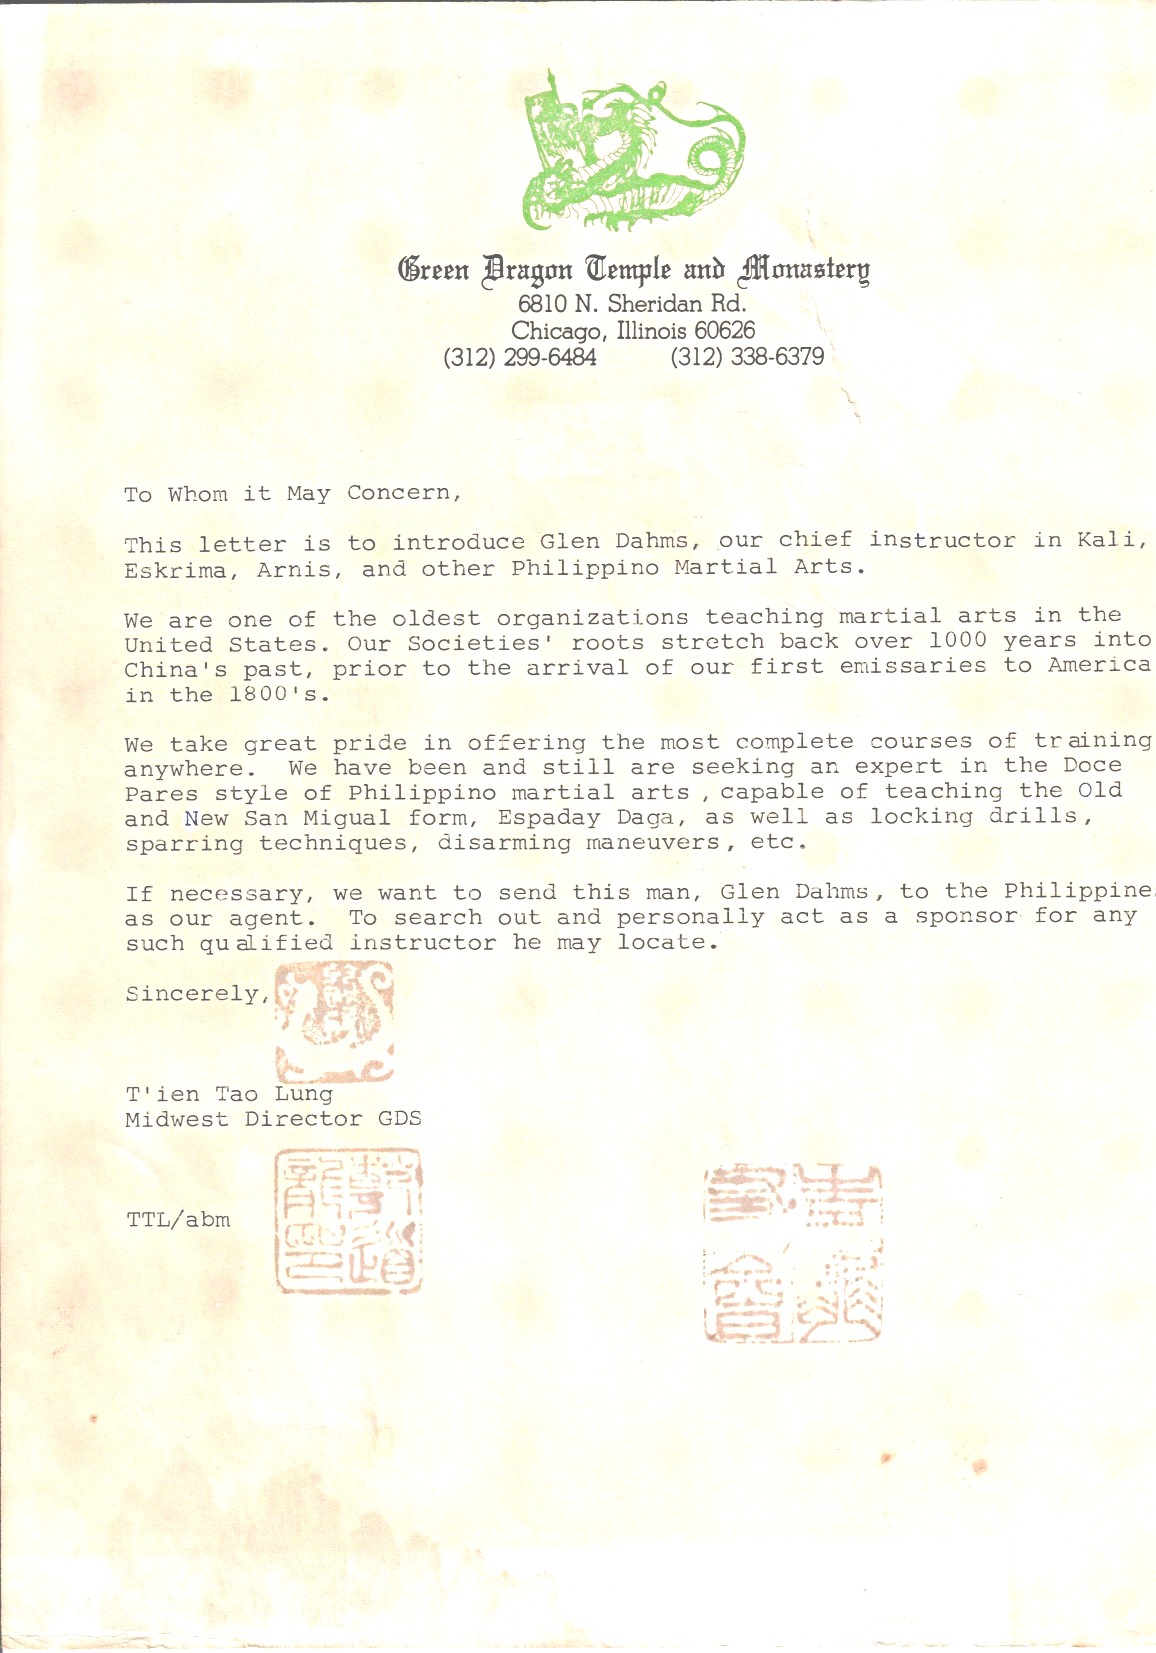 Green Dragon Temple and Monastery
6810 N. Sheridan Rd.
Chicago, Illinois 60626
(312) 299-6484 (312) 338-6379
To Whom it May Concern,
This letter is to introduce Glen Dahms, our chief instructor in Kali,
Eskrima, Arnis, and other Philippino Martial Arts.
We are one of the oldest organizations teaching martial arts in the
United States. Our Societies' roots stretch back over 1000 years into
China's past, prior to the arrival of our first emissaries to America
in the 1800's.
We take great pride in offering the most complete courses of training
anywhere. We have been and still are seeking an expert in the Doce
Pares style of Philippino martial arts , capable of teaching the Old
and New San Migual form, Espaday Daga, as well as locking drills,
sparring techniques, disarming maneuvers, etc.
If necessary, we want to send this man, Glen Dahms, to the Philippine
as our agent. To search out and personally act as a sponsor for any
such qualified instructor he may locate.
Sincerely,
T'ien Tao Lung
Midwest Director GDS
TTL/abm